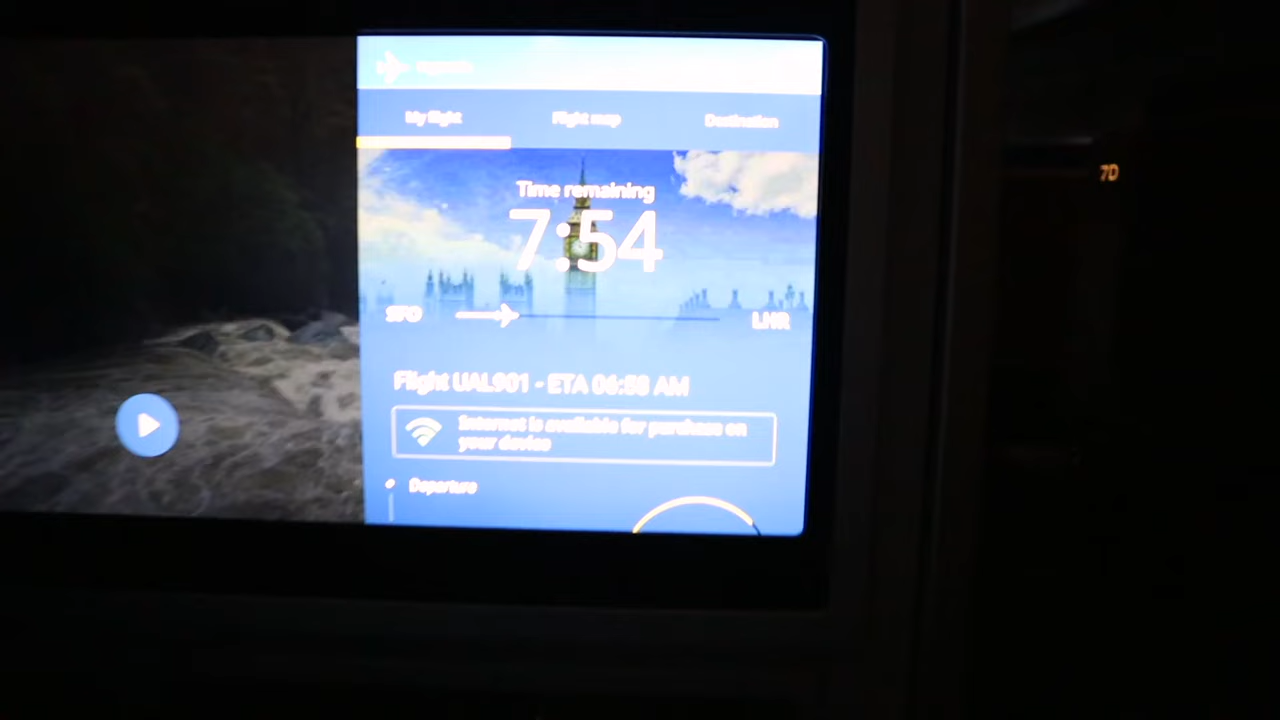 My flight
Flight map
Destination
7D
Time remaining
7:54
SFO
LHR
Flight UAL901 - ETA 06:58 AM
Internet is available for purchase on
your device
Departure